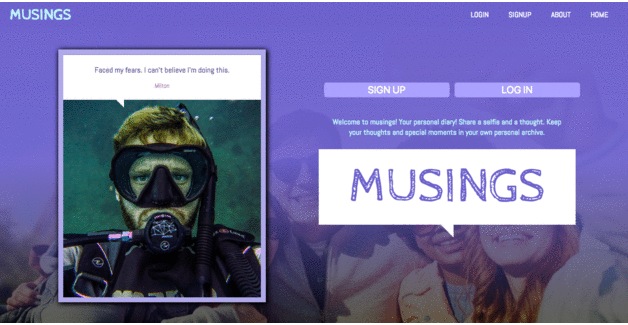 MUSINGS
LOGIN SIGNUP ABOUT HOME
Faced my fears. I can't believe I'm doing this.
Milton
SIGN UP LOG IN
Welcome to musings! Your personal diary! Share a selfie and a thought. Keep
your thoughts and special moments in your own personal archive.
MUSINGS